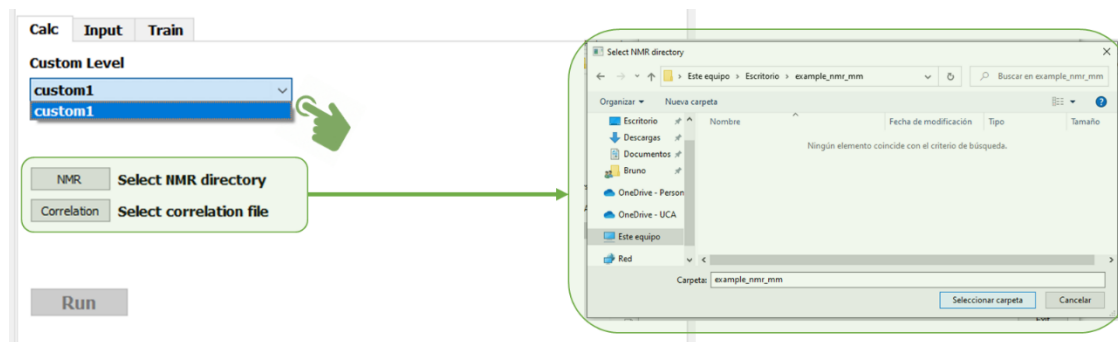 Calc Input Train
Custom Level
custom1
custom1
NMR Select NMR directory
Correlation Select correlation file
Run
Select NMR directory
Este equipo › Escritorio › example_nmr_mm
Buscar en example_nmr_mm
Organizar Nueva carpeta
Nombre Fecha de modificación Tipo Tamaño
Escritorio
Descargas
Documentos
Bruno
OneDrive - Person
OneDrive - UCA
Este equipo
Red
Ningún elemento coincide con el criterio de búsqueda.
Carpeta: example_nmr_mm
Seleccionar carpeta Cancelar